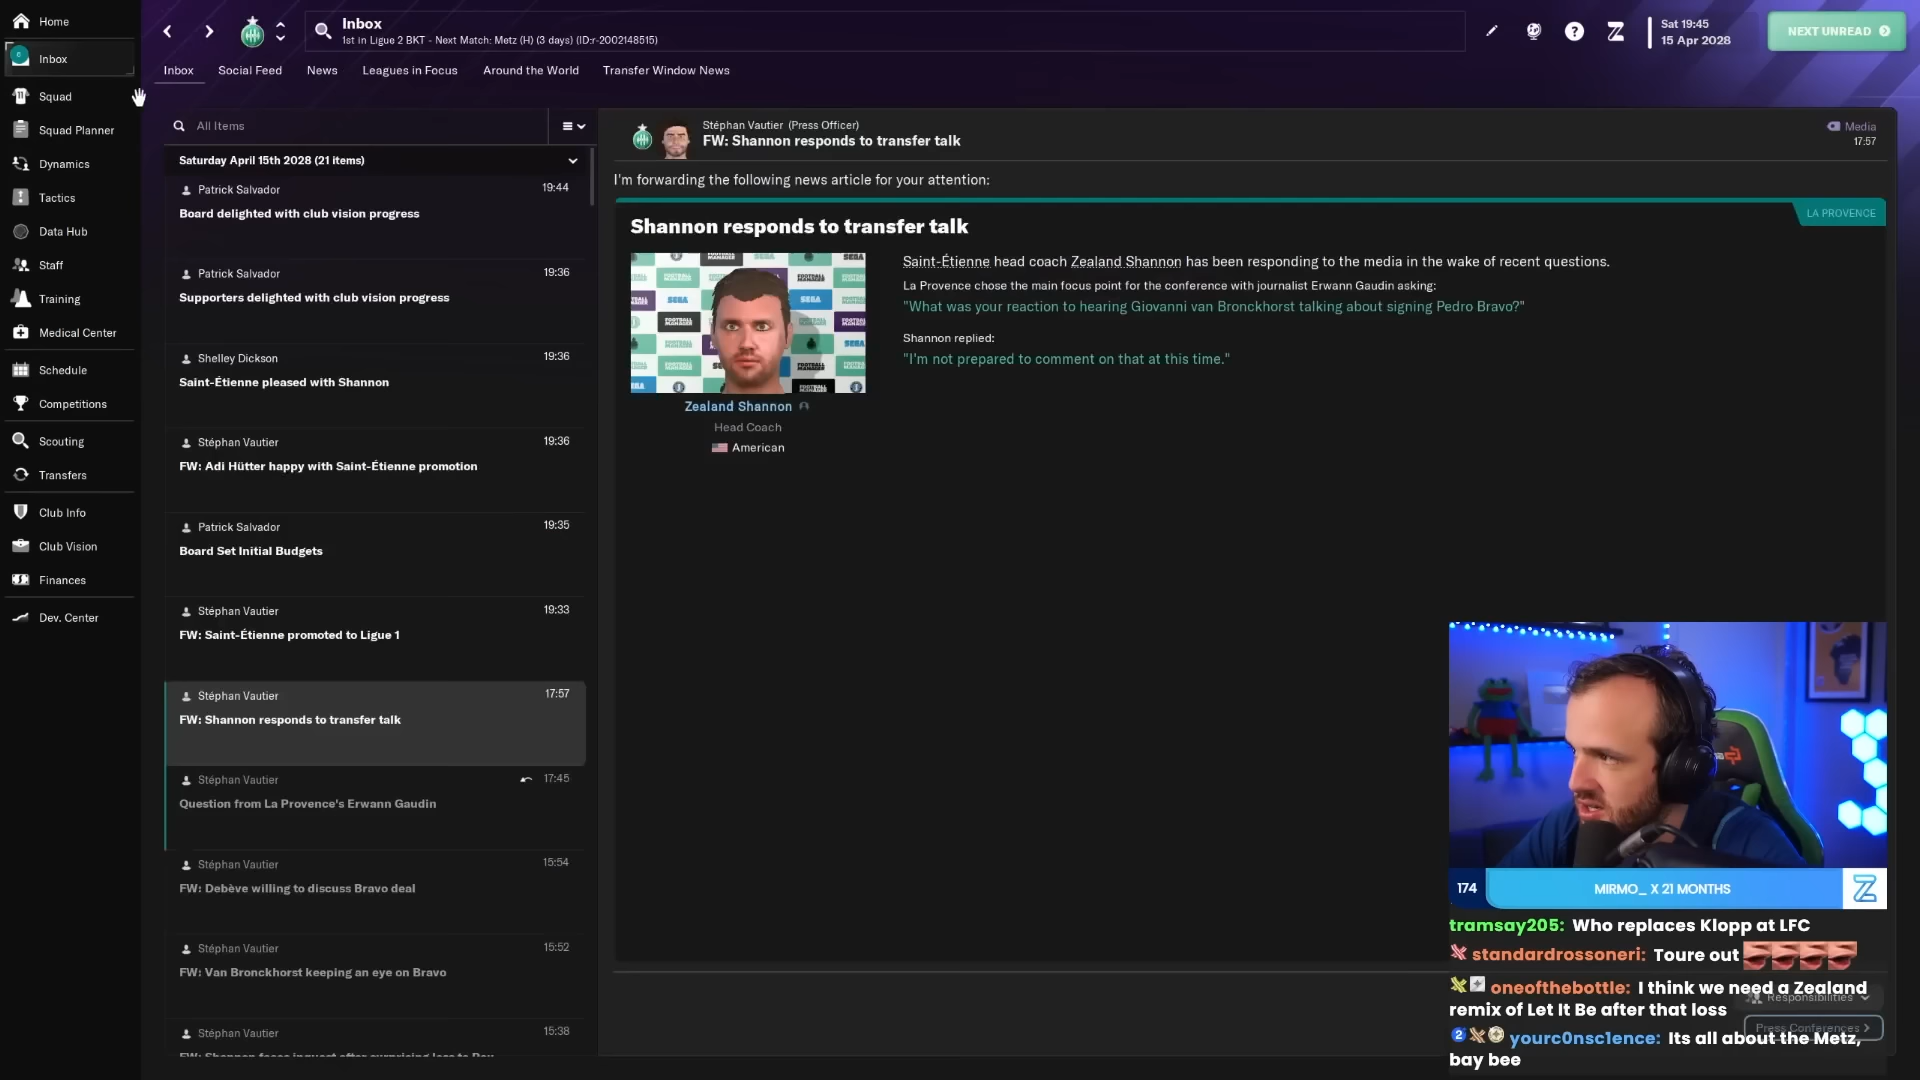 Home
Inbox
Squad
Squad Planner
Dynamics
Tactics
Data Hub
Staff
Training
Medical Center
Schedule
Competitions
Scouting
Transfers
Club Info
Club Vision
Finances
Dev. Center
Inbox
1st in Ligue 2 BKT - Next Match: Metz (H) (3 days) (ID:r-2002148515)
Sat 19:45
15 Apr 2028
NEXT UNREAD
Inbox
Social Feed
News
Leagues in Focus
Around the World
Transfer Window News
All Items
Saturday April 15th 2028 (21 items)
Patrick Salvador 19:44
Board delighted with club vision progress
Patrick Salvador 19:36
Supporters delighted with club vision progress
Shelley Dickson 19:36
Saint-Étienne pleased with Shannon
Stéphan Vautier 19:36
FW: Adi Hütter happy with Saint-Étienne promotion
Patrick Salvador 19:35
Board Set Initial Budgets
Stéphan Vautier 19:33
FW: Saint-Étienne promoted to Ligue 1
Stéphan Vautier 17:57
FW: Shannon responds to transfer talk
Stéphan Vautier 17:45
Question from La Provence's Erwann Gaudin
Stéphan Vautier 15:54
FW: Debève willing to discuss Bravo deal
Stéphan Vautier 15:52
FW: Van Bronckhorst keeping an eye on Bravo
Stéphan Vautier 15:38
Stéphan Vautier (Press Officer)
FW: Shannon responds to transfer talk
Media
17:57
I'm forwarding the following news article for your attention:
LA PROVENCE
Shannon responds to transfer talk
Saint-Étienne head coach Zealand Shannon has been responding to the media in the wake of recent questions.
La Provence chose the main focus point for the conference with journalist Erwann Gaudin asking:
"What was your reaction to hearing Giovanni van Bronckhorst talking about signing Pedro Bravo?"
Shannon replied:
"I'm not prepared to comment on that at this time."
Zealand Shannon
Head Coach
American
174
MIRMO_ X 21 MONTHS
tramsay205: Who replaces Klopp at LFC
standardrossoneri: Toure out
oneofthebottle: I think we need a Zealand
remix of Let It Be after that loss
Responsibilities
Press Conferences
yourc0nsc1ence: Its all about the Metz,
bay bee